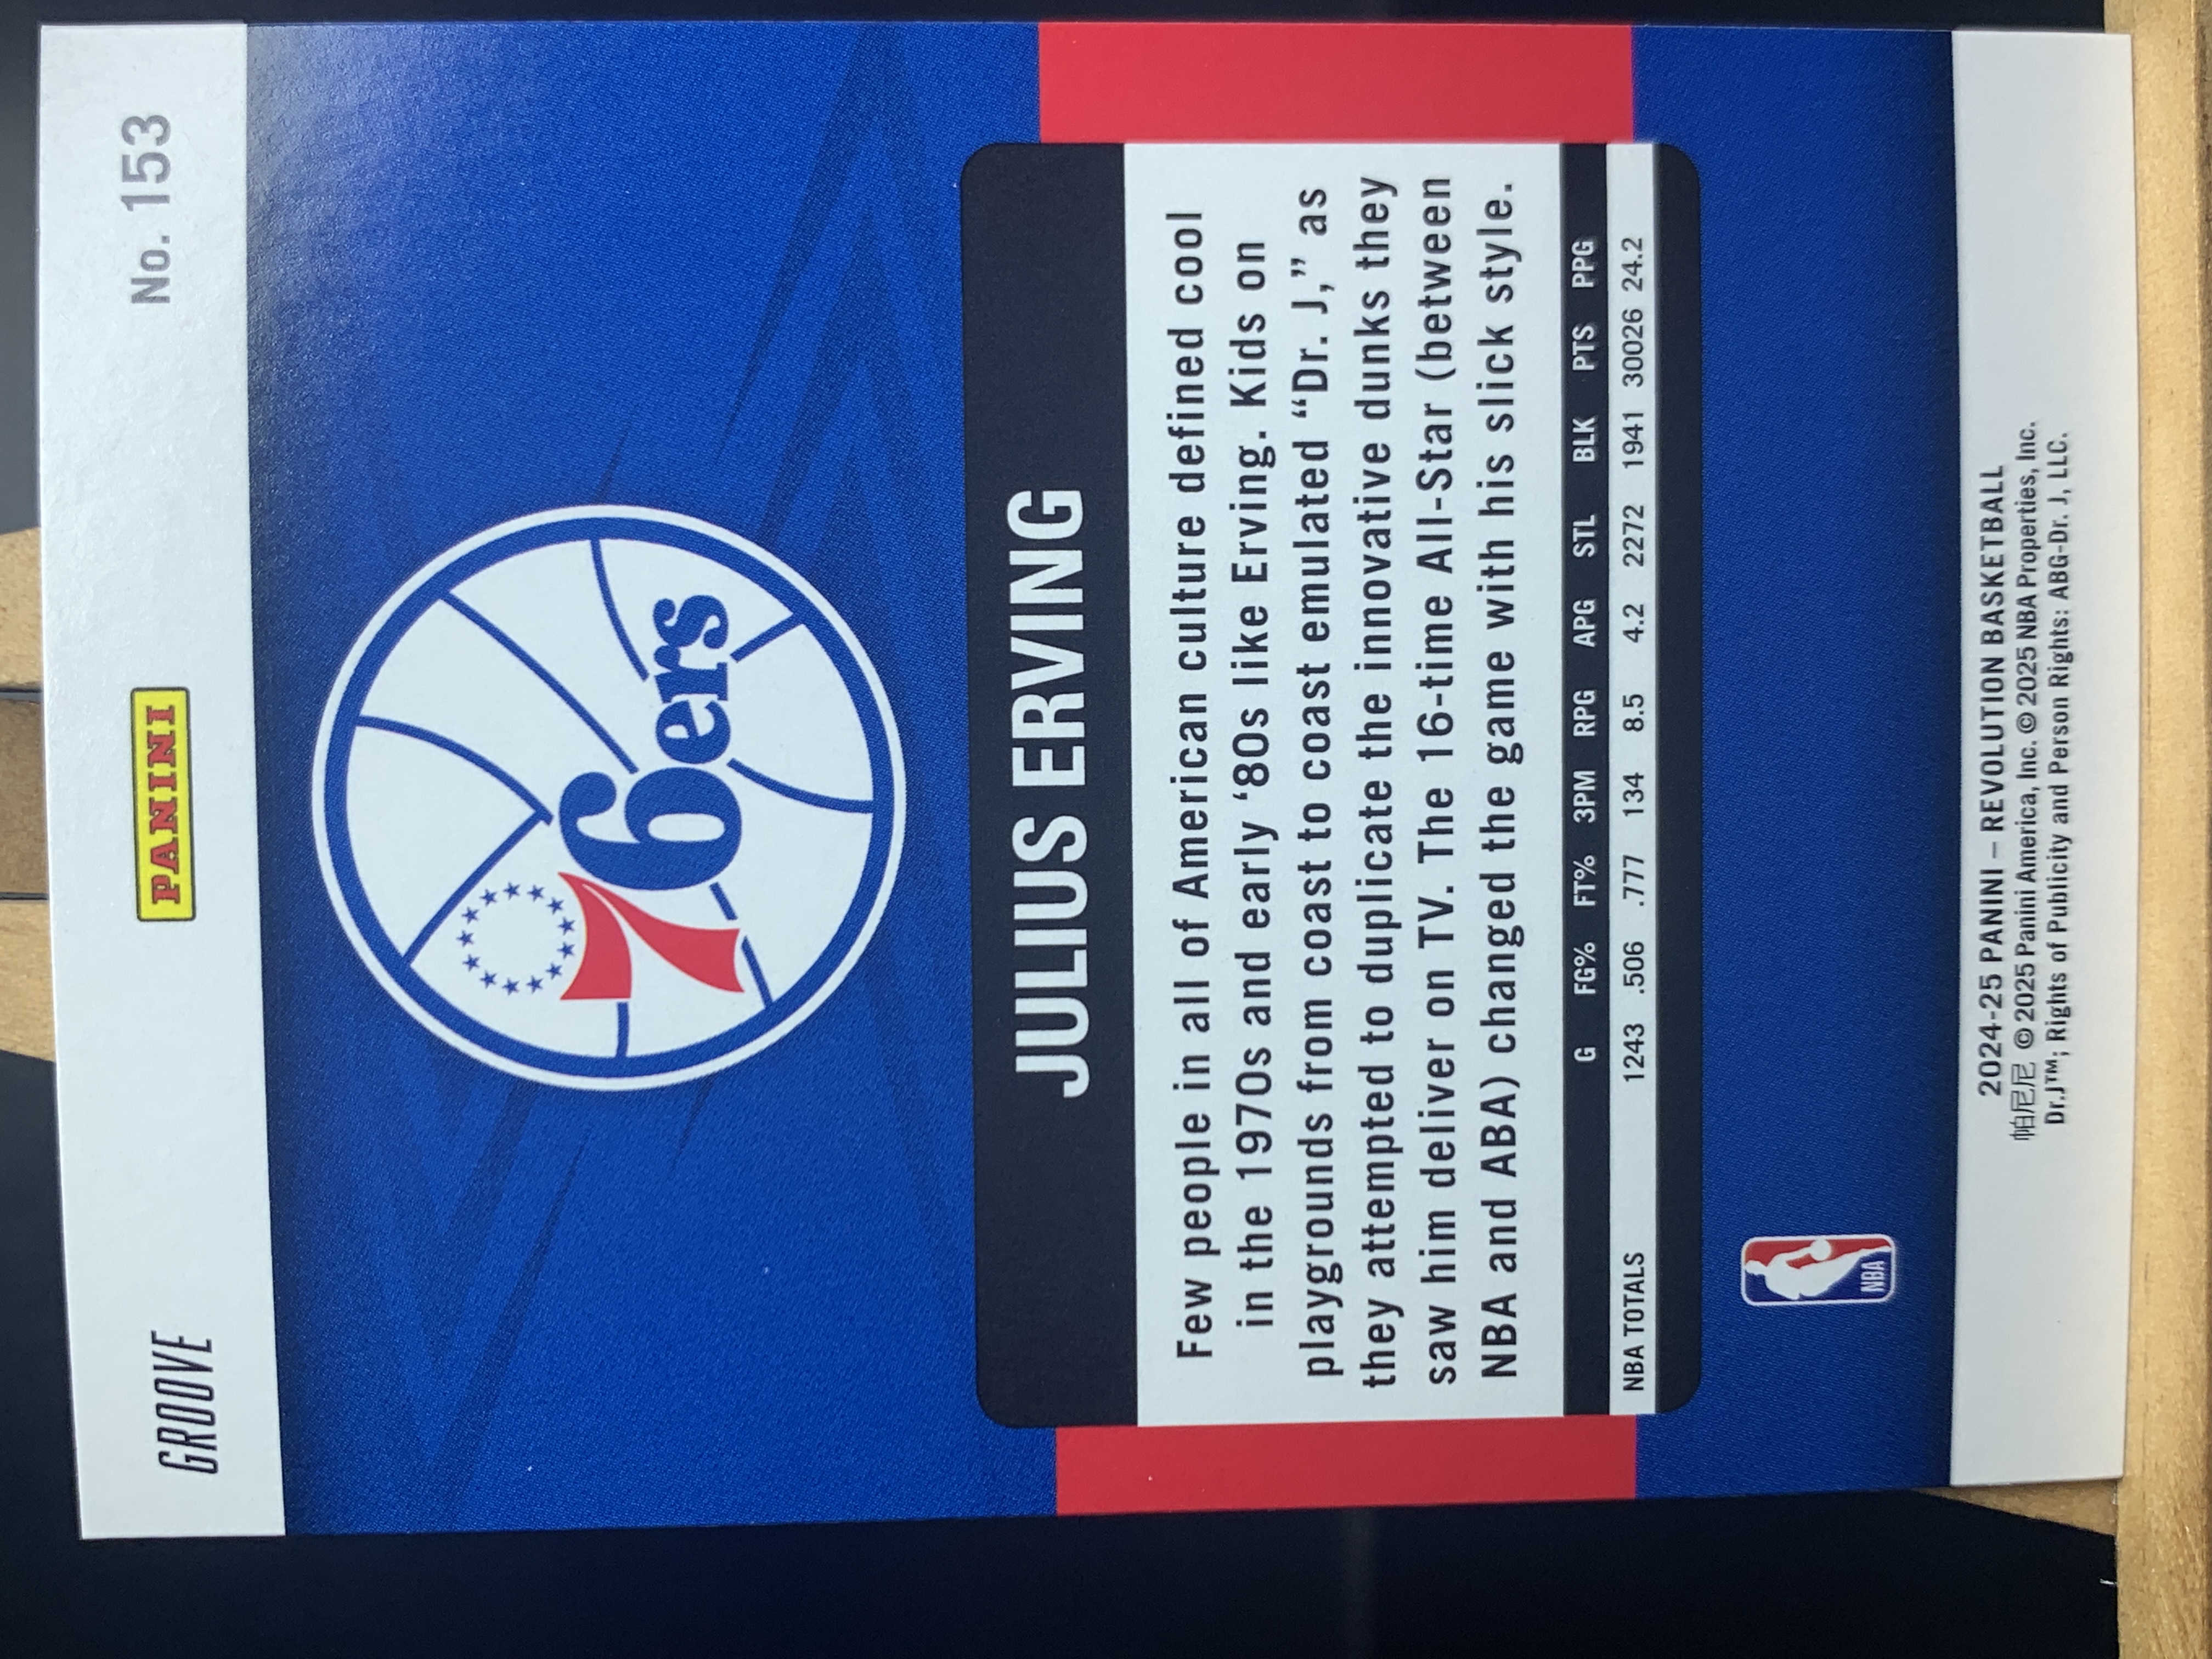 GROOVE
PANINI
No. 153
76ers
JULIUS ERVING
Few people in all of American culture defined cool
in the 1970s and early ‘80s like Erving. Kids on
playgrounds from coast to coast emulated “Dr. J,” as
they attempted to duplicate the innovative dunks they
saw him deliver on TV. The 16-time All-Star (between
NBA and ABA) changed the game with his slick style.
G FG% FT% 3PM RPG APG STL BLK PTS PPG
NBA TOTALS 1243 .506 .777 134 8.5 4.2 2272 1941 30026 24.2
NBA
2024-25 PANINI – REVOLUTION BASKETBALL
帕尼尼 © 2025 Panini America, Inc. © 2025 NBA Properties, Inc.
Dr.J™; Rights of Publicity and Person Rights: ABG-Dr. J, LLC.